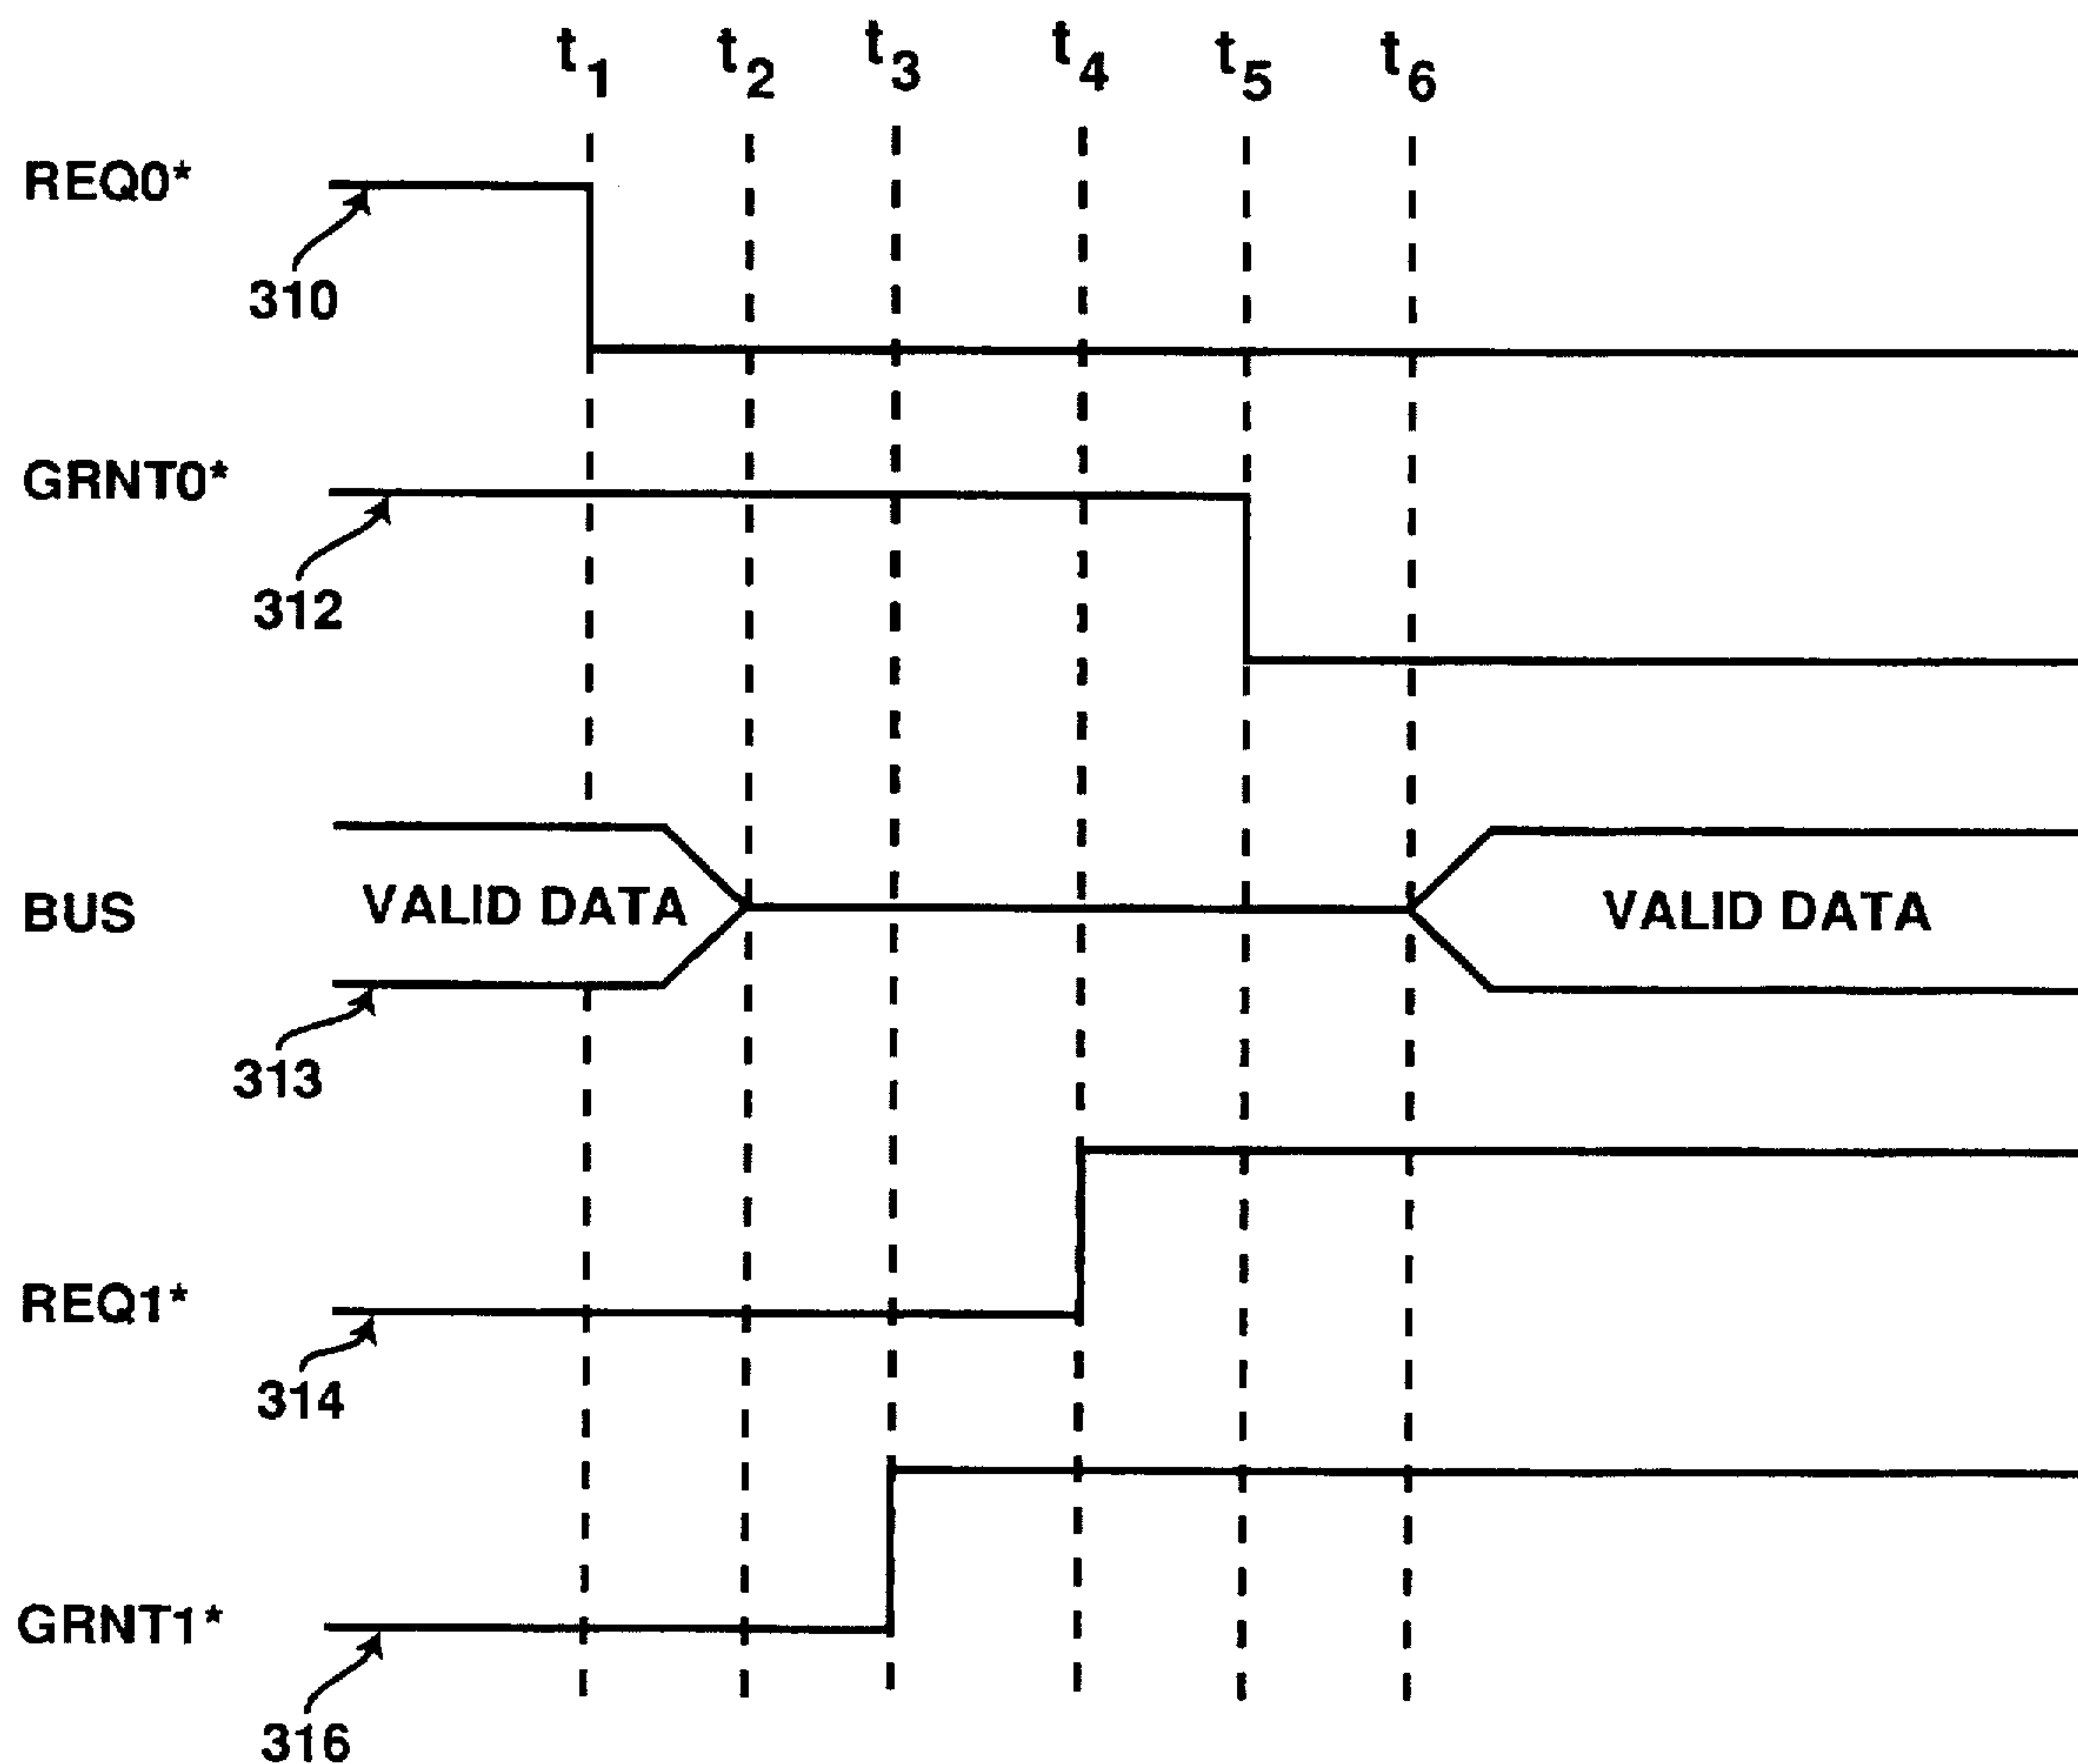 t1 t2 t3 t4 t5 t6
REQ0*
310
GRNT0*
312
BUS VALID DATA VALID DATA
313
REQ1*
314
GRNT1*
316